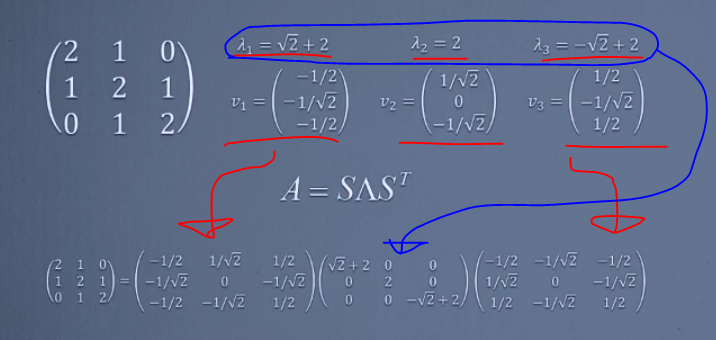 (2 1 0; 1 2 1; 0 1 2) λ₁ = √2 + 2 λ₂ = 2 λ₃ = −√2 + 2
v₁ = (−1/2; −1/√2; −1/2) v₂ = (1/√2; 0; −1/√2) v₃ = (1/2; −1/√2; 1/2)
A = SΛSᵀ
(2 1 0; 1 2 1; 0 1 2) = (−1/2 1/√2 1/2; −1/√2 0 −1/√2; −1/2 −1/√2 1/2) (√2 + 2 0 0; 0 2 0; 0 0 −√2 + 2) (−1/2 −1/√2 −1/2; 1/√2 0 −1/√2; 1/2 −1/√2 1/2)